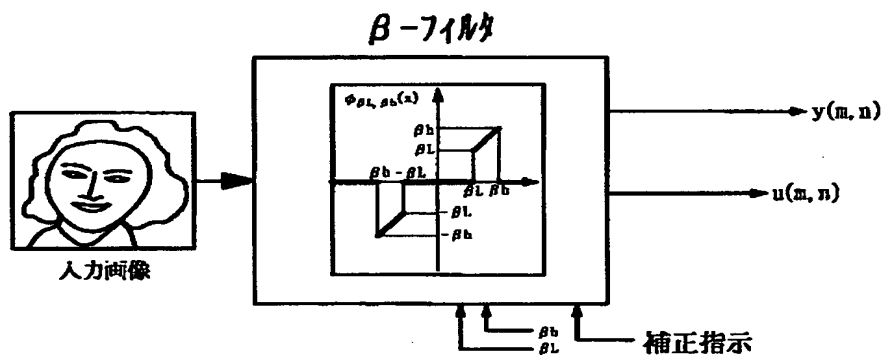 β-フィルタ
φβL, βh(x)
βh
βL
βh -βL
βL βh
-βL
-βh
入力画像
y(m,n)
u(m,n)
βh
βL
補正指示